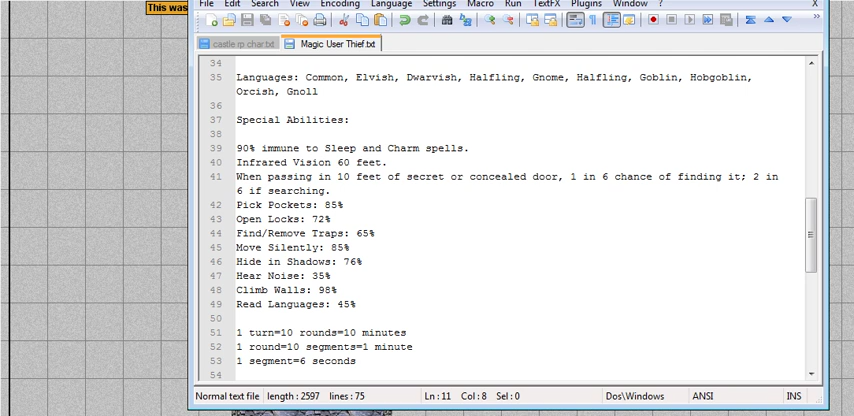 This was
File Edit Search View Encoding Language Settings Macro Run TextFX Plugins Window ? X
castle rp char.txt Magic User Thief.txt
34
35 Languages: Common, Elvish, Dwarvish, Halfling, Gnome, Halfling, Goblin, Hobgoblin,
Orcish, Gnoll
36
37 Special Abilities:
38
39 90% immune to Sleep and Charm spells.
40 Infrared Vision 60 feet.
41 When passing in 10 feet of secret or concealed door, 1 in 6 chance of finding it; 2 in
6 if searching.
42 Pick Pockets: 85%
43 Open Locks: 72%
44 Find/Remove Traps: 65%
45 Move Silently: 85%
46 Hide in Shadows: 76%
47 Hear Noise: 35%
48 Climb Walls: 98%
49 Read Languages: 45%
50
51 1 turn=10 rounds=10 minutes
52 1 round=10 segments=1 minute
53 1 segment=6 seconds
54
Normal text file length : 2597 lines : 75 Ln : 11 Col : 8 Sel : 0 Dos\Windows ANSI INS